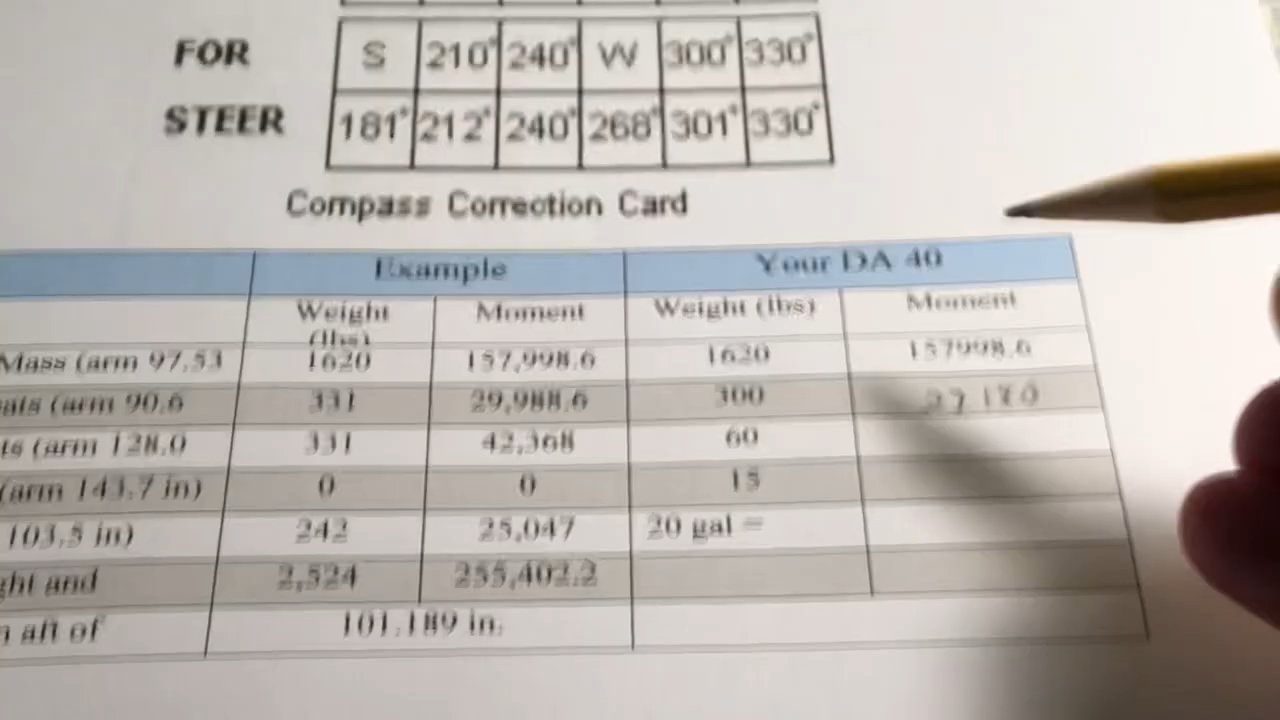 FOR S 210° 240° W 300° 330°
STEER 181° 212° 240° 268° 301° 330°
Compass Correction Card
Example Your DA 40
Weight (lbs) Moment Weight (lbs) Moment
Mass (arm 97.53 1620 157,998.6 1620 157998.6
ats (arm 90.6 331 29,988.6 300 27180
ts (arm 128.0 331 42,368 60
(arm 143.7 in) 0 0 15
103.5 in) 242 25,047 20 gal =
ght and 2,524 255,402.2
n aft of 101.189 in.